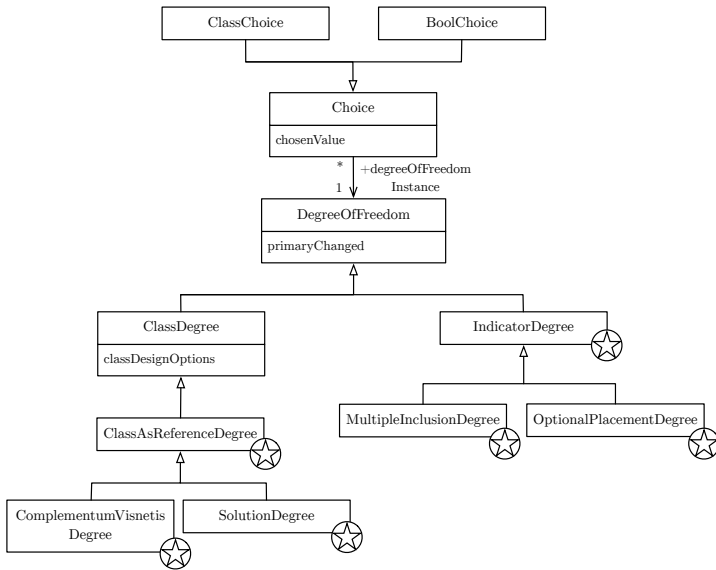 ClassChoice
BoolChoice
Choice
chosenValue
* +degreeOfFreedom
1 Instance
DegreeOfFreedom
primaryChanged
ClassDegree
classDesignOptions
IndicatorDegree
ClassAsReferenceDegree
MultipleInclusionDegree
OptionalPlacementDegree
ComplementumVisnetis
Degree
SolutionDegree